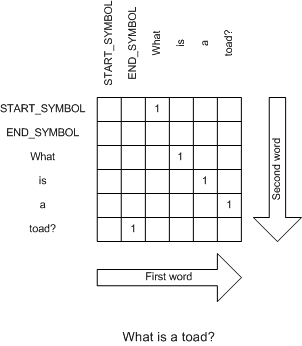 START_SYMBOL END_SYMBOL What is a toad?
START_SYMBOL 1
END_SYMBOL
What 1
is 1
a 1
toad? 1
Second word
First word
What is a toad?